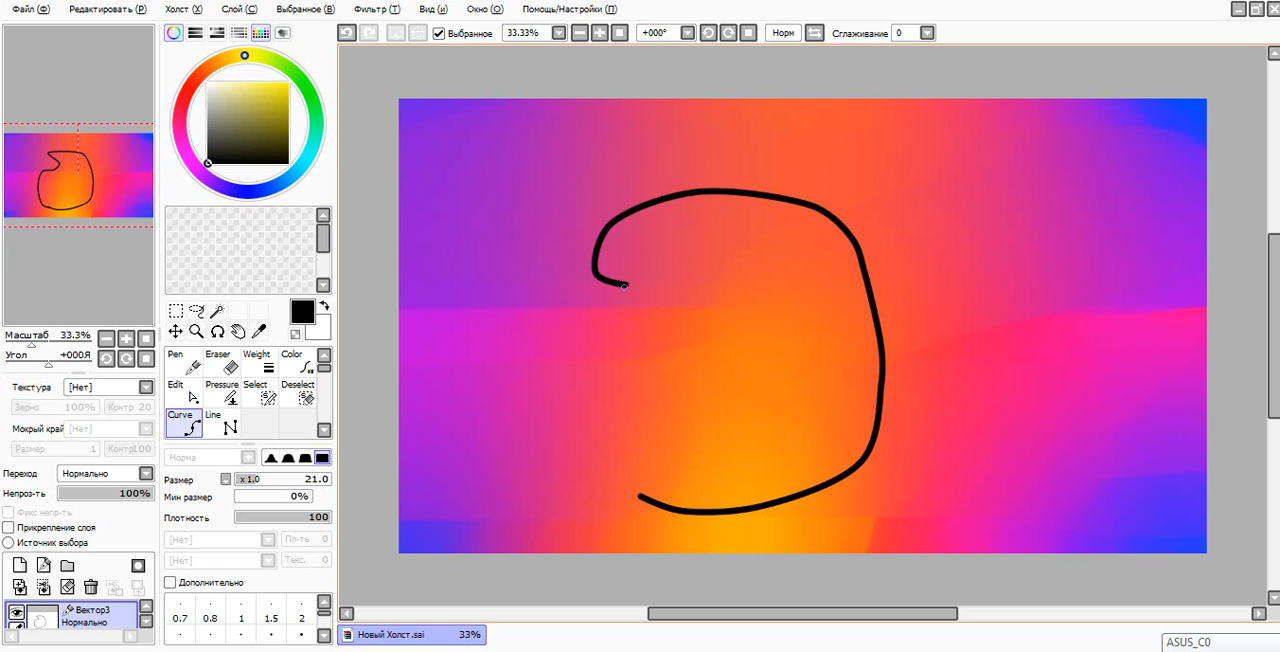 Файл (Ф) Редактировать (Р) Холст (Х) Слой (С) Выбранное (В) Фильтр (Т) Вид (и) Окно (О) Помощь/Настройки (П)
Выбранное 33.33% +000° Норм Сглаживание 0
Масштаб 33.3%
Угол +000Я
Текстура [Нет]
Зерно 100% Контр 20
Мокрый край [Нет]
Размер 1 Контр100
Переход Нормально
Непроз-ть 100%
Фикс непр-ть
Прикрепление слоя
Источник выбора
Вектор3
Нормально
Pen Eraser Weight Color
Edit Pressure Select Deselect
Curve Line
Норма
Размер x 1.0 21.0
Мин размер 0%
Плотность 100
[Нет] Пл-ть 0
[Нет] Текс. 0
Дополнительно
0.7 0.8 1 1.5 2
Новый Холст.sai 33%
ASUS_C0